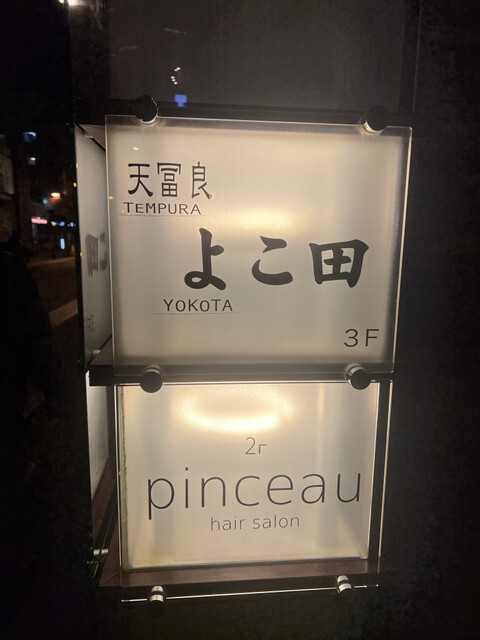 天冨良
TEMPURA
よこ田
YOKOTA
3F
2F
pinceau
hair salon